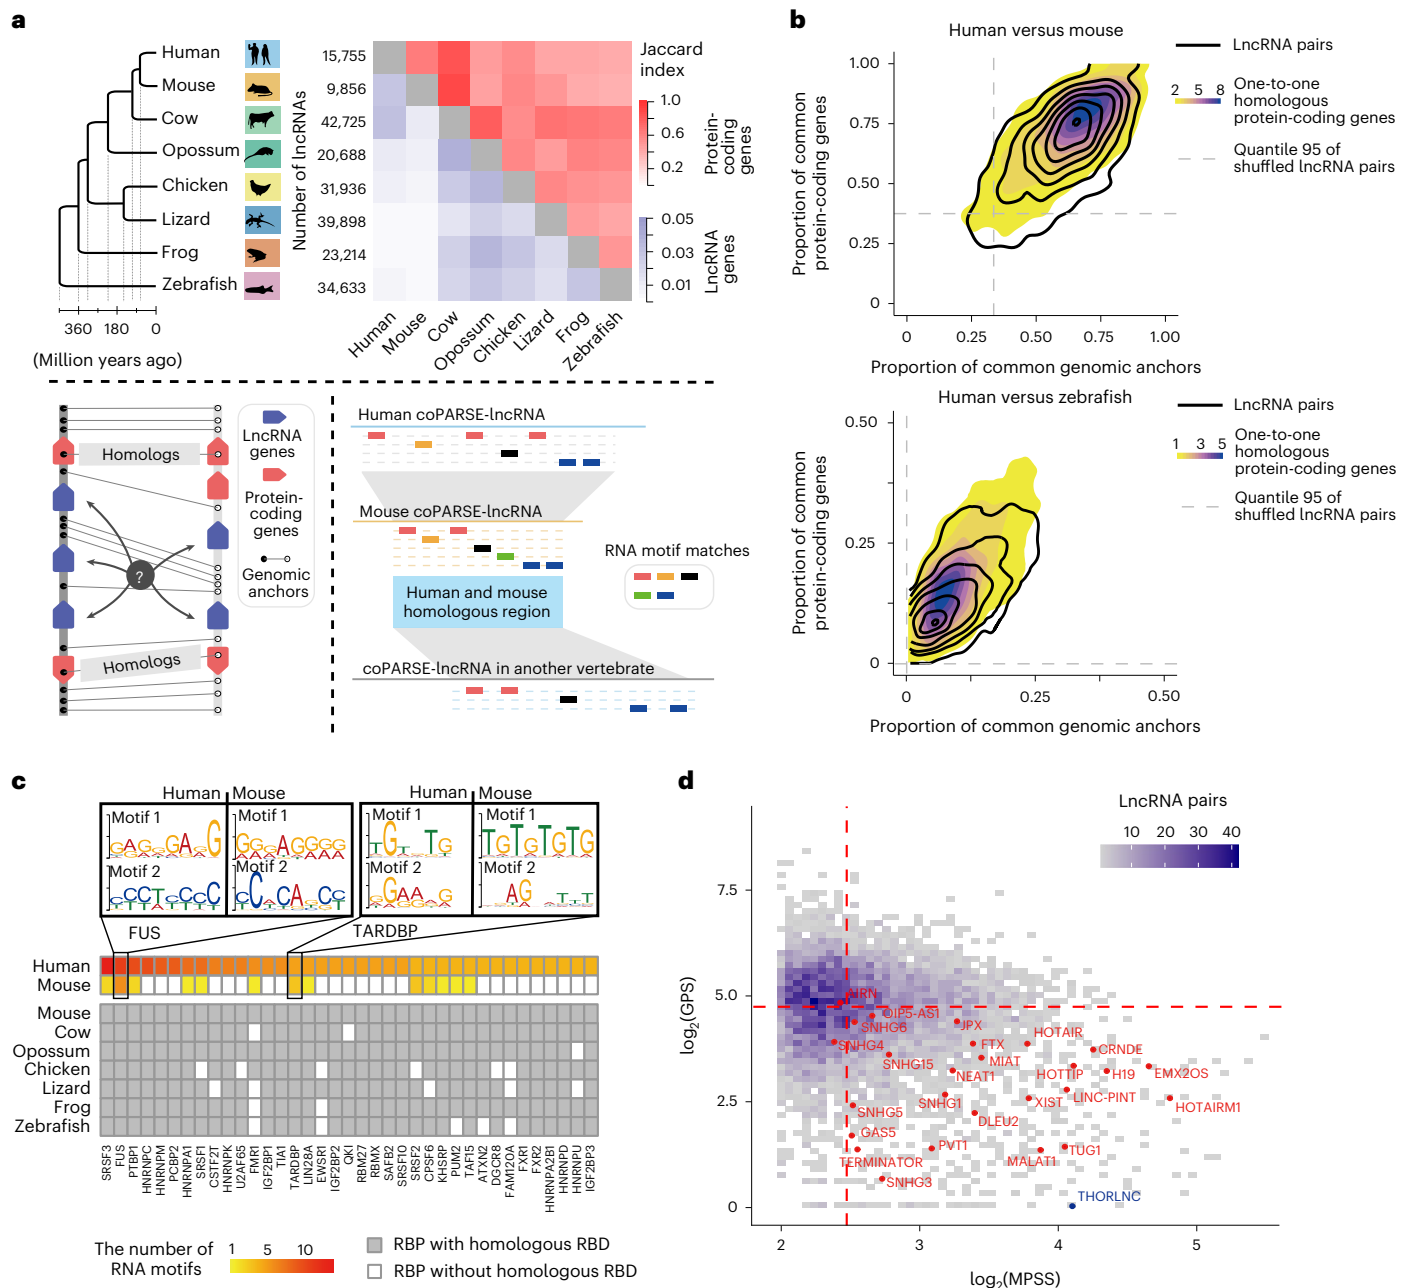 a
Human
Mouse
Cow
Opossum
Chicken
Lizard
Frog
Zebrafish
360
180
0
(Million years ago)
Number of lncRNAs
15,755
9,856
42,725
20,688
31,936
39,898
23,214
34,633
Human
Mouse
Cow
Opossum
Chicken
Lizard
Frog
Zebrafish
Jaccard
index
1.0
0.6
0.2
Protein-
coding
genes
0.05
0.03
0.01
LncRNA
genes
Homologs
?
Homologs
LncRNA
genes
Protein-
coding
genes
Genomic
anchors
Human coPARSE-lncRNA
Mouse coPARSE-lncRNA
Human and mouse
homologous region
RNA motif matches
coPARSE-lncRNA in another vertebrate
b
Human versus mouse
1.00
0.75
0.50
0.25
0
Proportion of common
protein-coding genes
0
0.25
0.50
0.75
1.00
Proportion of common genomic anchors
LncRNA pairs
2 5 8
One-to-one
homologous
protein-coding genes
Quantile 95 of
shuffled lncRNA pairs
Human versus zebrafish
0.50
0.25
0
Proportion of common
protein-coding genes
0
0.25
0.50
Proportion of common genomic anchors
LncRNA pairs
1 3 5
One-to-one
homologous
protein-coding genes
Quantile 95 of
shuffled lncRNA pairs
c
Human Mouse
Motif 1
Motif 1
Motif 2
Motif 2
Human Mouse
Motif 1
Motif 1
Motif 2
Motif 2
FUS
TARDBP
Human
Mouse
Mouse
Cow
Opossum
Chicken
Lizard
Frog
Zebrafish
SRSF3
FUS
PTBP1
HNRNPC
HNRNPM
PCBP2
HNRNPA1
SRSF1
CSTF2T
HNRNPK
U2AF65
FMR1
IGF2BP1
TIA1
TARDBP
LIN28A
EWSR1
IGF2BP2
QKI
RBM27
RBMX
SAFB2
SRSF10
SRSF2
CPSF6
KHSRP
PUM2
TAF15
ATXN2
DGCR8
FAM120A
FXR1
FXR2
HNRNPA2B1
HNRNPD
HNRNPU
IGF2BP3
The number of
RNA motifs
1 5 10
RBP with homologous RBD
RBP without homologous RBD
d
LncRNA pairs
10 20 30 40
7.5
5.0
2.5
0
log2(GPS)
OIP5-AS1
SNHG6
JPX
HOTAIR
SNHG4
FTX
CRNDE
SNHG15
MIAT
NEAT1
HOTTIP
H19
EMX2OS
SNHG1
XIST
LINC-PINT
HOTAIRM1
SNHG5
DLEU2
GAS5
PVT1
TUG1
TERMINATOR
MALAT1
SNHG3
THORLNC
2
3
4
5
log2(MPSS)